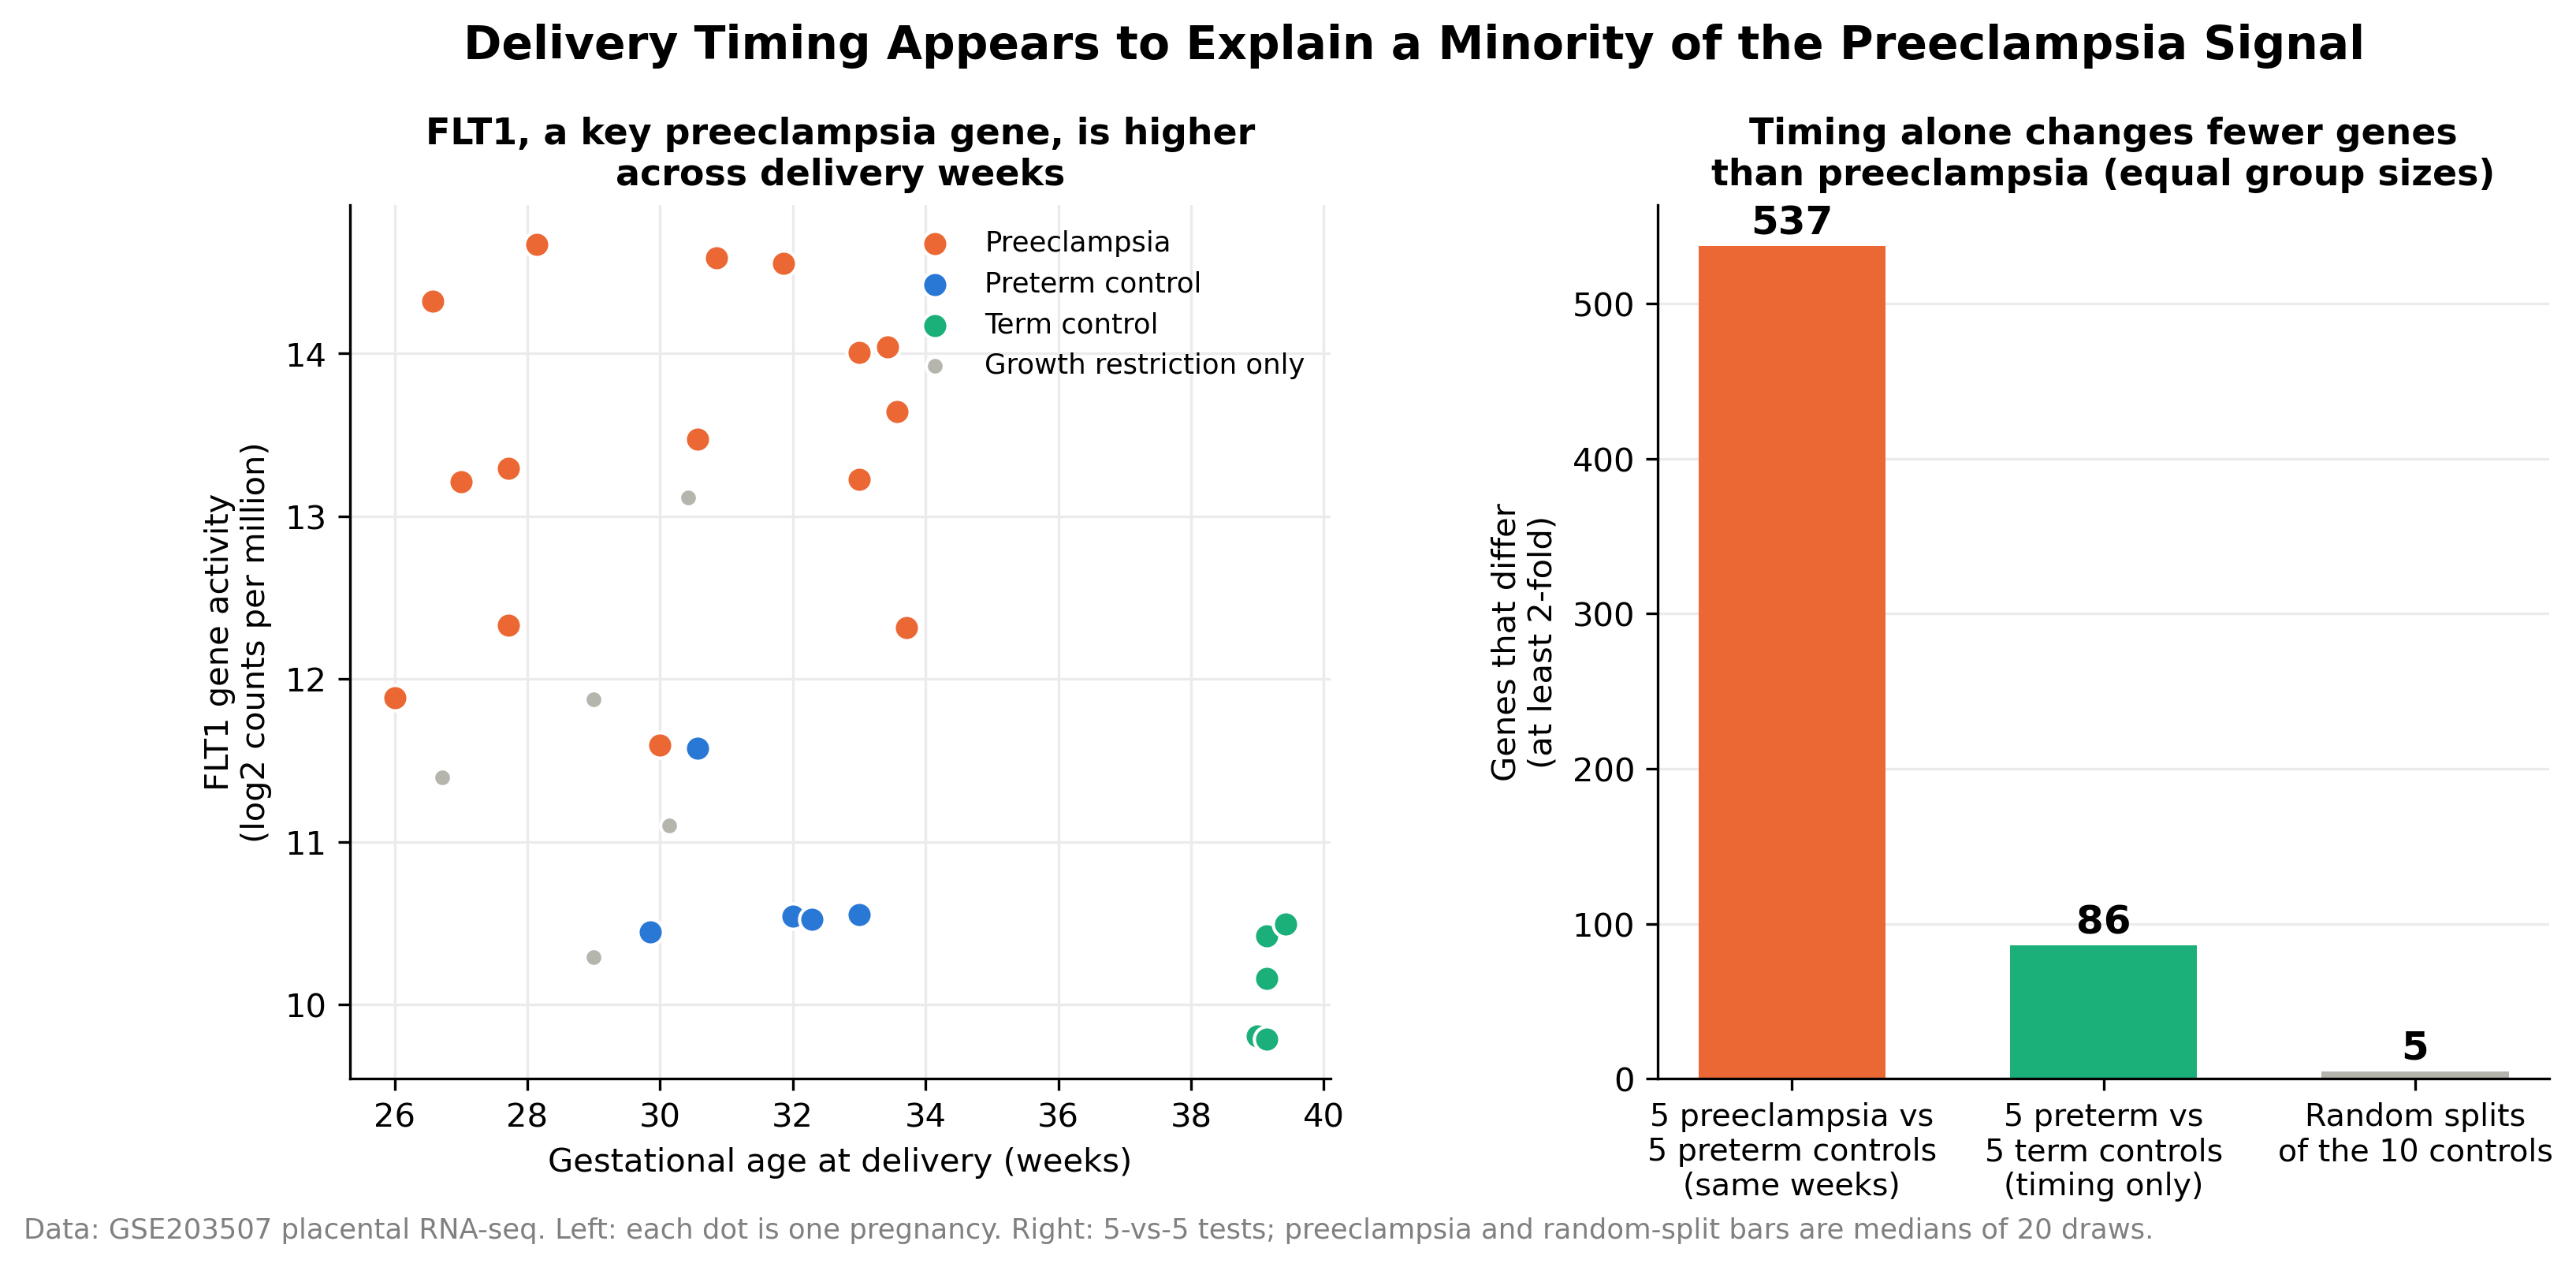 Delivery Timing Appears to Explain a Minority of the Preeclampsia Signal
FLT1, a key preeclampsia gene, is higher
across delivery weeks
FLT1 gene activity
(log2 counts per million)
14
13
12
11
10
Preeclampsia
Preterm control
Term control
Growth restriction only
26 28 30 32 34 36 38 40
Gestational age at delivery (weeks)
Timing alone changes fewer genes
than preeclampsia (equal group sizes)
Genes that differ
(at least 2-fold)
500
400
300
200
100
0
537
86
5
5 preeclampsia vs
5 preterm controls
(same weeks)
5 preterm vs
5 term controls
(timing only)
Random splits
of the 10 controls
Data: GSE203507 placental RNA-seq. Left: each dot is one pregnancy. Right: 5-vs-5 tests; preeclampsia and random-split bars are medians of 20 draws.